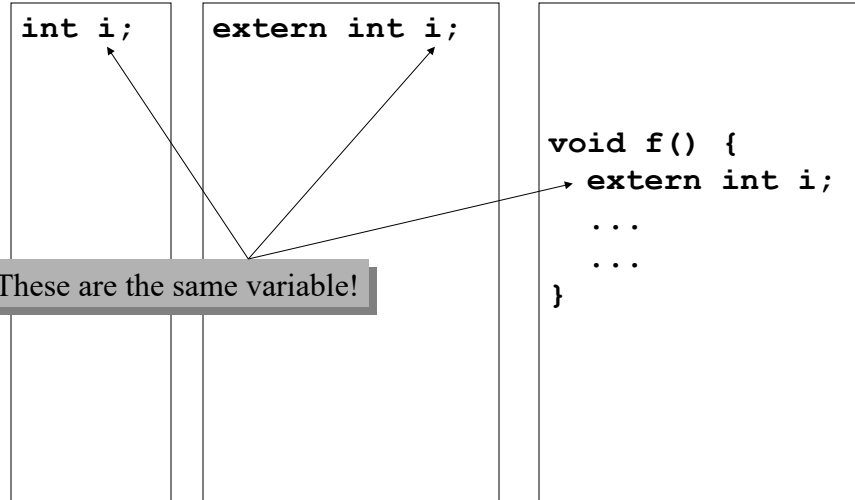 int i;
extern int i;
void f() {
extern int i;
...
...
}
These are the same variable!